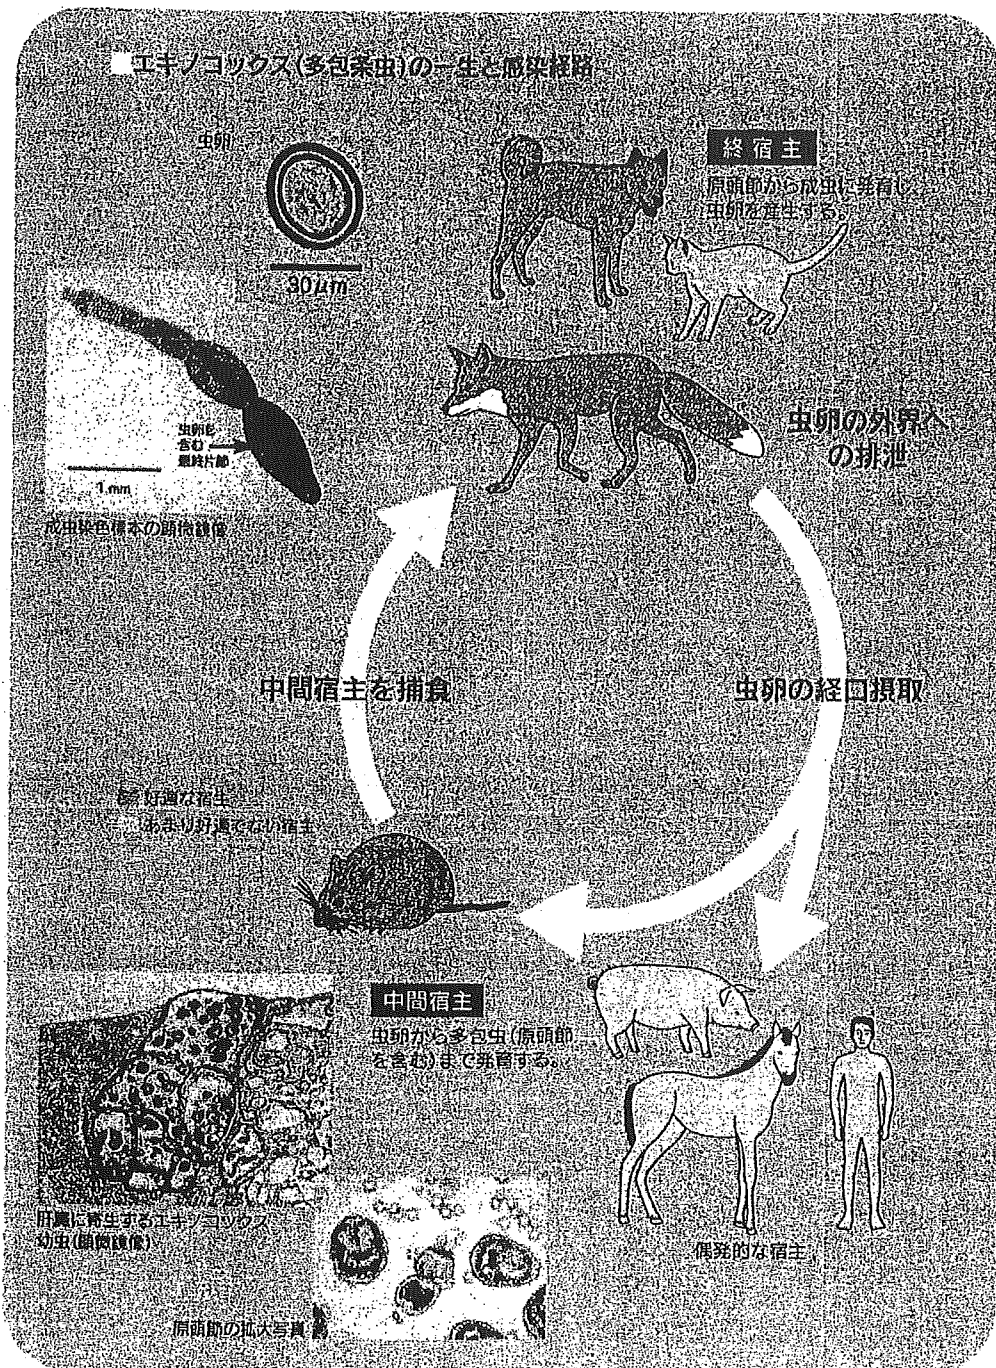 エキノコックス(多包条虫)の一生と感染経路
虫卵
30μm
終宿主
原頭節から成虫に発育し、
虫卵を産生する。
虫卵を
含む
最終片節
1mm
成虫染色標本の顕微鏡像
虫卵の外界へ
の排泄
中間宿主を捕食
虫卵の経口摂取
好適な宿主
あまり好適でない宿主
中間宿主
虫卵から多包虫(原頭節
を含む)まで発育する。
肝臓に寄生するエキノコックス
幼虫(顕微鏡像)
偶発的な宿主
原頭節の拡大写真